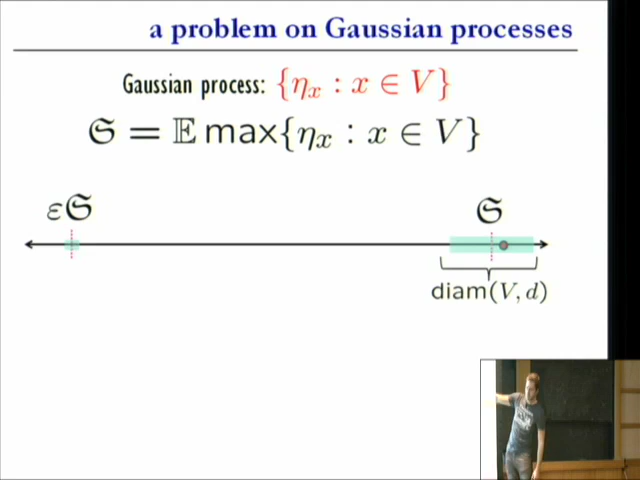 a problem on Gaussian processes
Gaussian process: {η_x : x ∈ V}
𝔖 = 𝔼 max{η_x : x ∈ V}
ε𝔖 𝔖
diam(V, d)